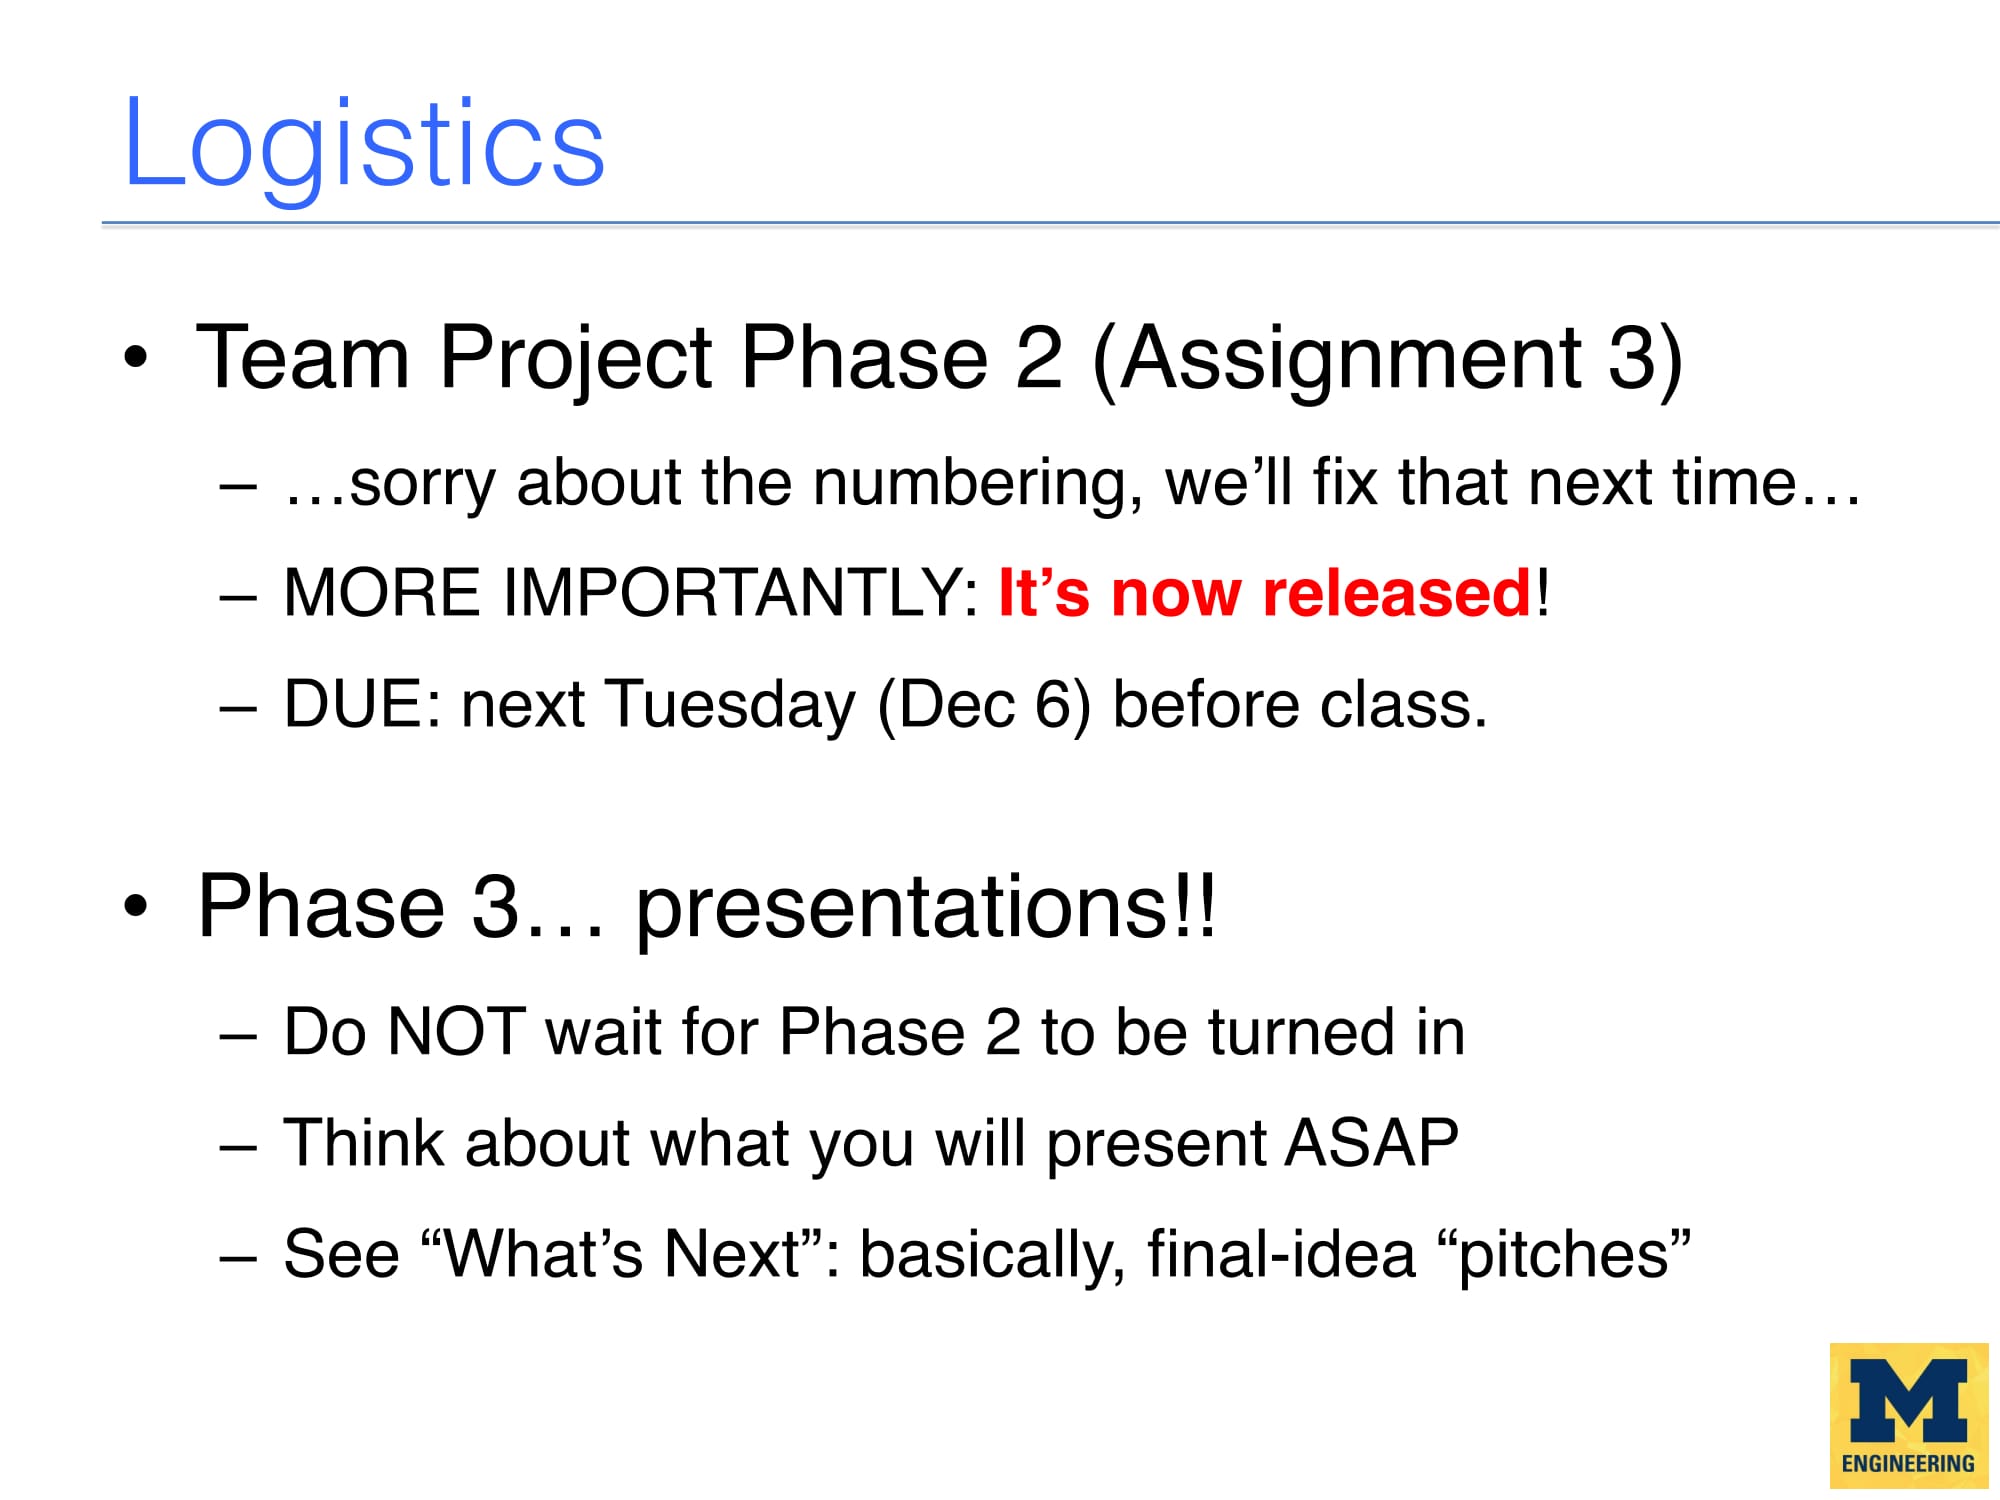 Logistics
• Team Project Phase 2 (Assignment 3)
– …sorry about the numbering, we’ll fix that next time…
– MORE IMPORTANTLY: It’s now released!
– DUE: next Tuesday (Dec 6) before class.
• Phase 3… presentations!!
– Do NOT wait for Phase 2 to be turned in
– Think about what you will present ASAP
– See “What’s Next”: basically, final-idea “pitches”
M
ENGINEERING